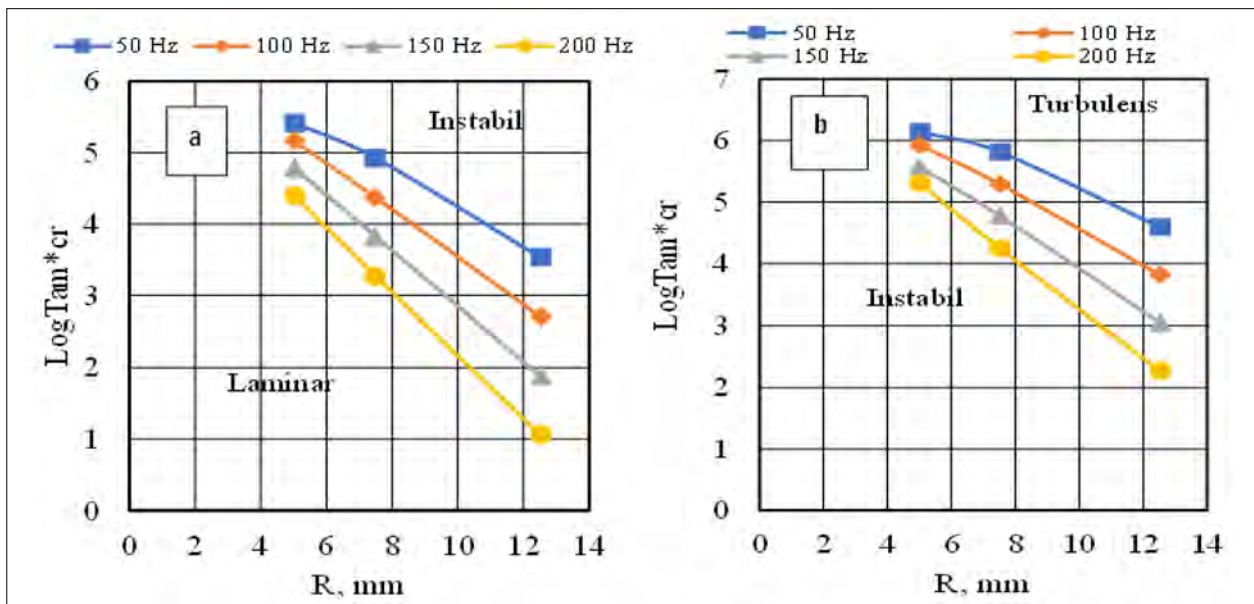 50 Hz 100 Hz 150 Hz 200 Hz
a
Instabil
Laminar
LogTam*cr
6
5
4
3
2
1
0
0 2 4 6 8 10 12 14
R, mm
50 Hz 100 Hz
150 Hz 200 Hz
b
Turbulens
Instabil
LogTam*cr
7
6
5
4
3
2
1
0
0 2 4 6 8 10 12 14
R, mm